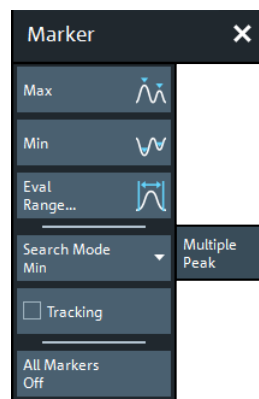 Marker
Max
Min
Eval
Range...
Search Mode
Min
Multiple
Peak
Tracking
All Markers
Off